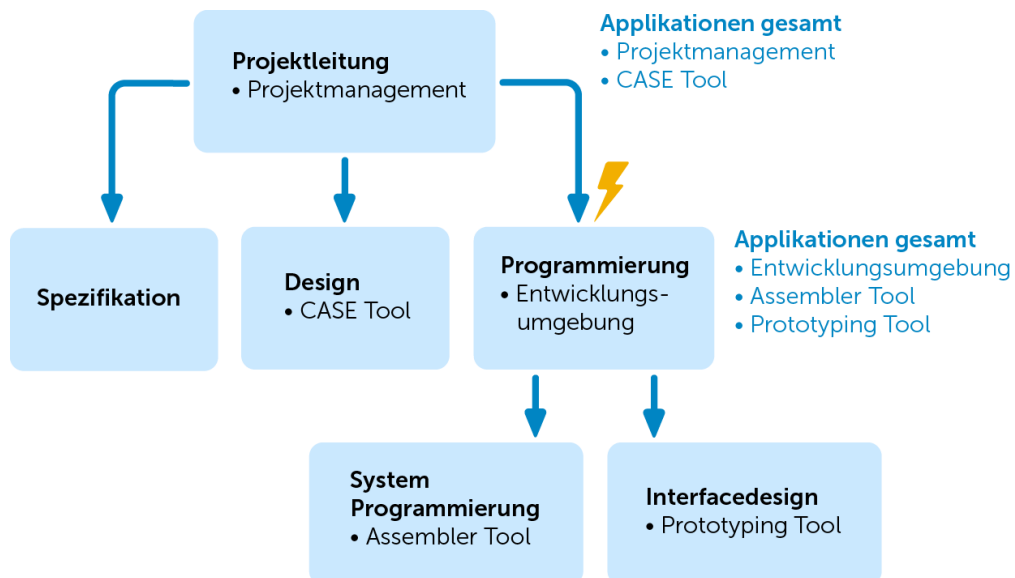 Applikationen gesamt
• Projektmanagement
• CASE Tool
Projektleitung
• Projektmanagement
Spezifikation
Design
• CASE Tool
Programmierung
• Entwicklungs-
umgebung
Applikationen gesamt
• Entwicklungsumgebung
• Assembler Tool
• Prototyping Tool
System
Programmierung
• Assembler Tool
Interfacedesign
• Prototyping Tool